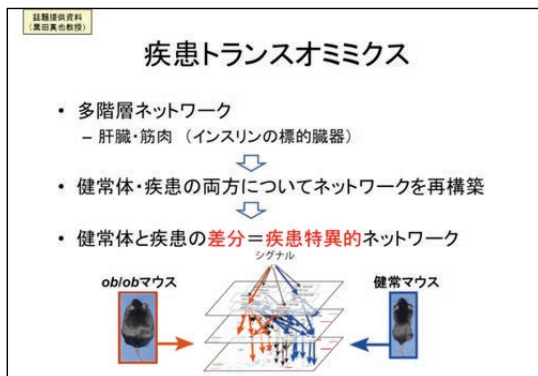 話題提供資料
(黒田真也教授)
疾患トランスオミミクス
• 多階層ネットワーク
– 肝臓・筋肉 (インスリンの標的臓器)
• 健常体・疾患の両方についてネットワークを再構築
• 健常体と疾患の差分＝疾患特異的ネットワーク
シグナル
ob/obマウス
健常マウス